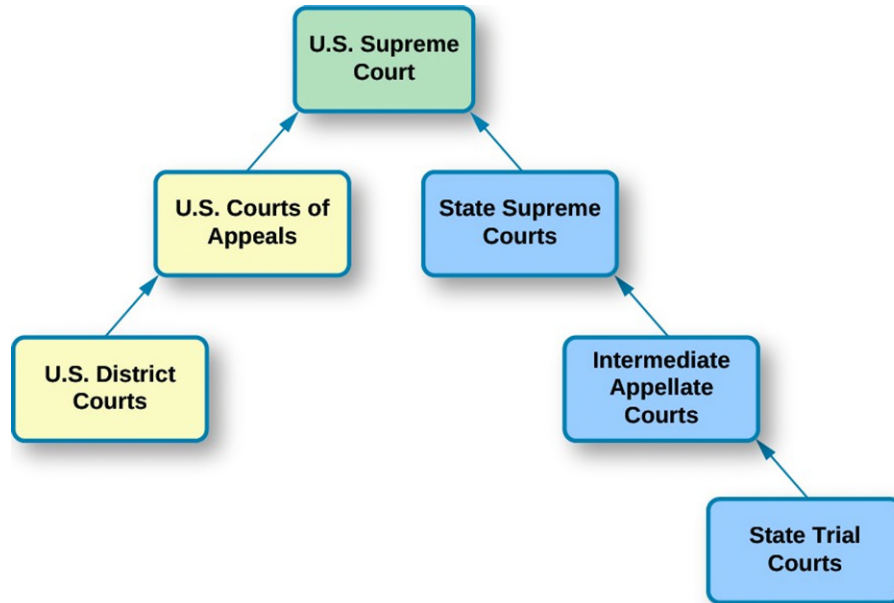 U.S. Supreme
Court
U.S. Courts of
Appeals
State Supreme
Courts
U.S. District
Courts
Intermediate
Appellate
Courts
State Trial
Courts